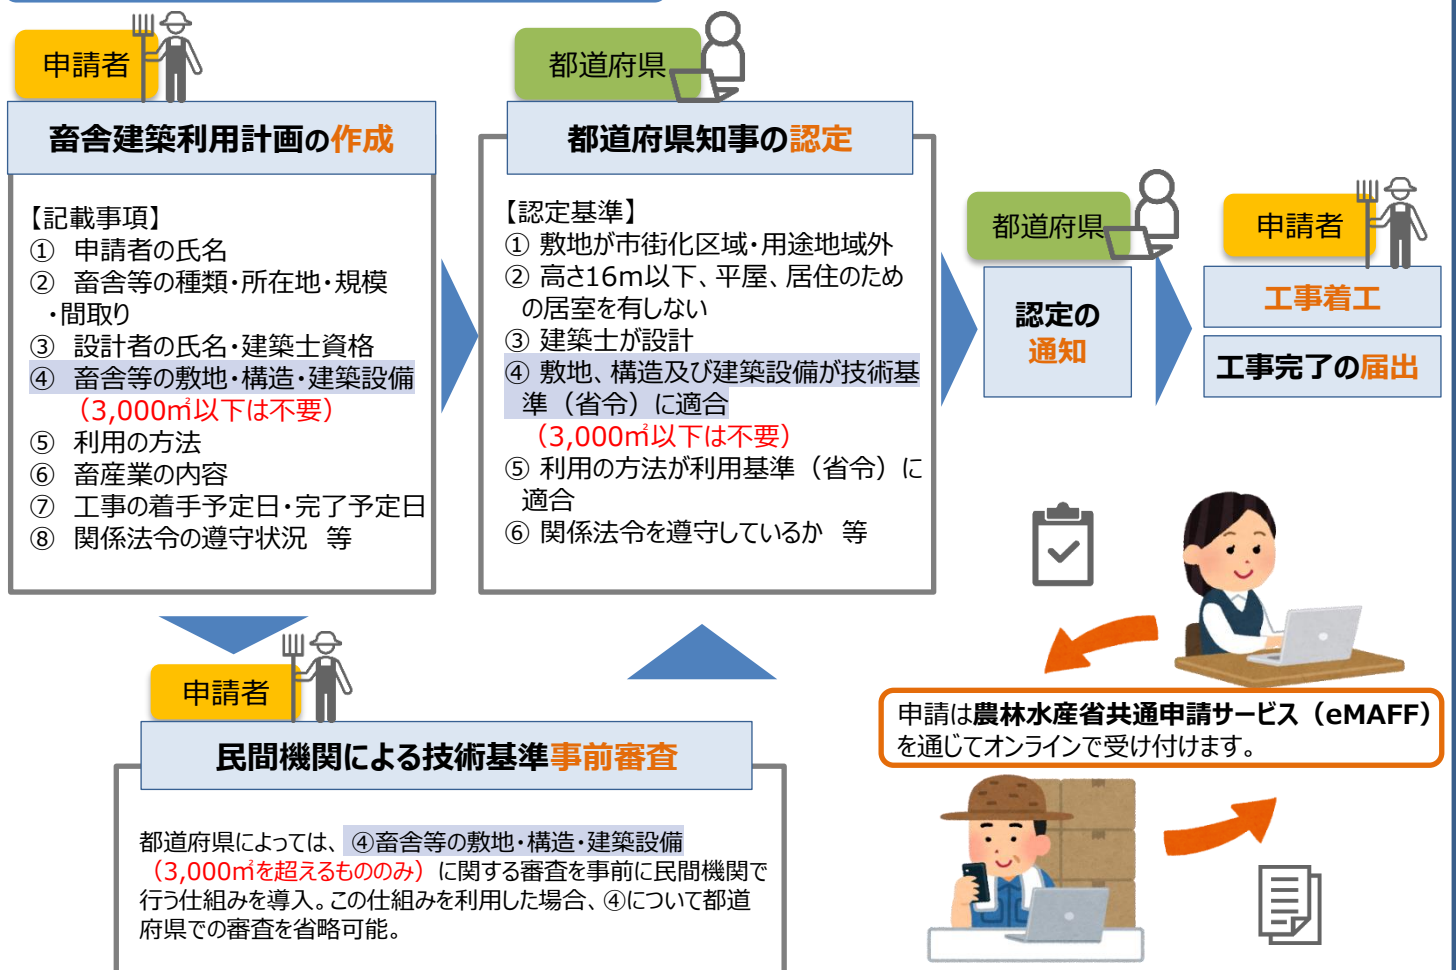 申請者
畜舎建築利用計画の作成
【記載事項】
① 申請者の氏名
② 畜舎等の種類・所在地・規模
・間取り
③ 設計者の氏名・建築士資格
④ 畜舎等の敷地・構造・建築設備
（3,000㎡以下は不要）
⑤ 利用の方法
⑥ 畜産業の内容
⑦ 工事の着手予定日・完了予定日
⑧ 関係法令の遵守状況 等
都道府県
都道府県知事の認定
【認定基準】
① 敷地が市街化区域・用途地域外
② 高さ16m以下、平屋、居住のため
の居室を有しない
③ 建築士が設計
④ 敷地、構造及び建築設備が技術基
準（省令）に適合
（3,000㎡以下は不要）
⑤ 利用の方法が利用基準（省令）に
適合
⑥ 関係法令を遵守しているか 等
都道府県
認定の
通知
申請者
工事着工
工事完了の届出
申請者
民間機関による技術基準事前審査
都道府県によっては、④畜舎等の敷地・構造・建築設備
（3,000㎡を超えるもののみ）に関する審査を事前に民間機関で
行う仕組みを導入。この仕組みを利用した場合、④について都道
府県での審査を省略可能。
申請は農林水産省共通申請サービス（eMAFF）
を通じてオンラインで受け付けます。